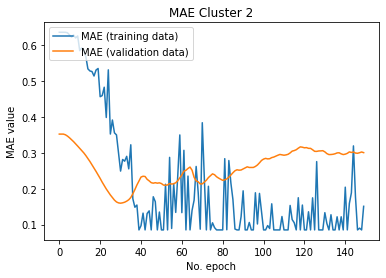 MAE Cluster 2
MAE (training data)
MAE (validation data)
MAE value
0.6
0.5
0.4
0.3
0.2
0.1
0 20 40 60 80 100 120 140
No. epoch